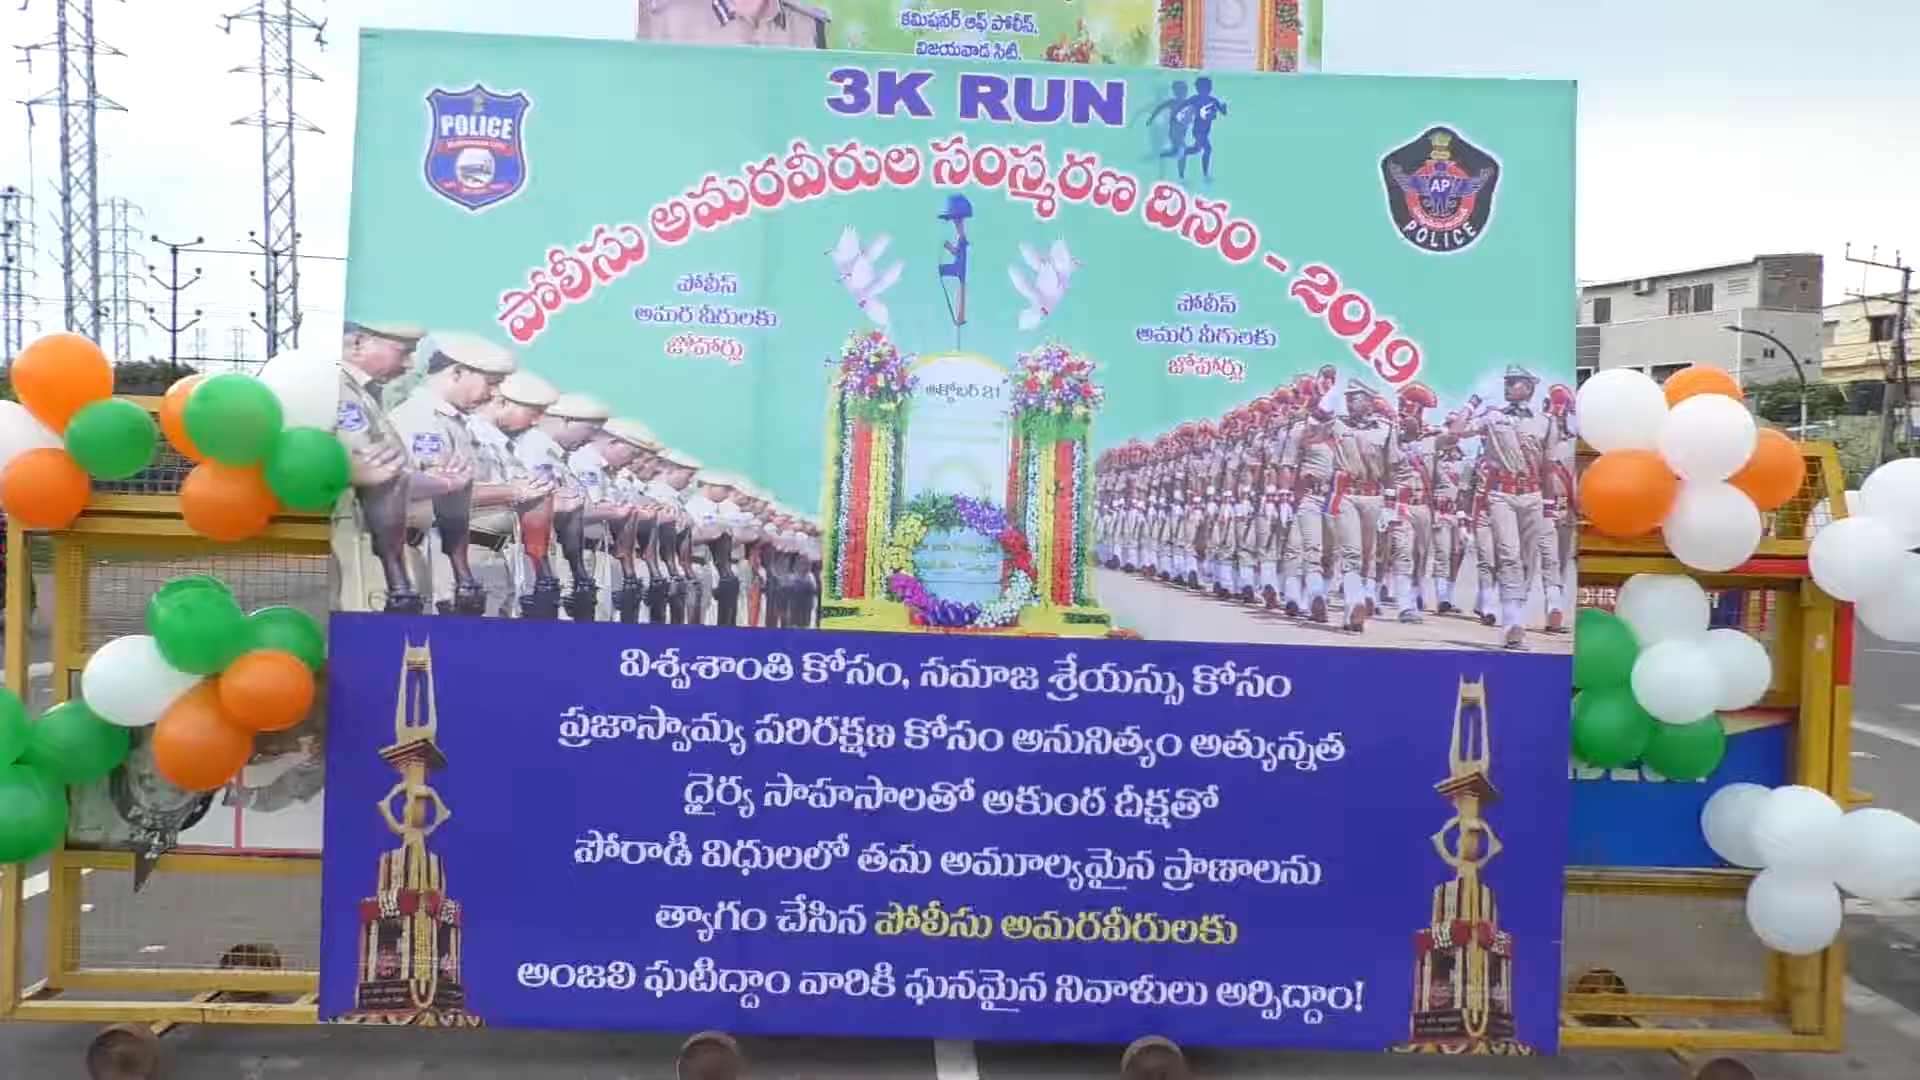 కమిషనర్ ఆఫ్ పోలీస్,
విజయవాడ సిటీ.
3K RUN
పోలీసు అమరవీరుల సంస్మరణ దినం - 2019
POLICE
AP
POLICE
పోలీస్
అమర వీరులకు
జోహార్లు
పోలీస్
అమర వీరులకు
జోహార్లు
అక్టోబర్ 21
విశ్వశాంతి కోసం, సమాజ శ్రేయస్సు కోసం
ప్రజాస్వామ్య పరిరక్షణ కోసం అనునిత్యం అత్యున్నత
ధైర్య సాహసాలతో అకుంఠ దీక్షతో
పోరాడి విధులలో తమ అమూల్యమైన ప్రాణాలను
త్యాగం చేసిన పోలీసు అమరవీరులకు
అంజలి ఘటిద్దాం వారికి ఘనమైన నివాళులు అర్పిద్దాం!